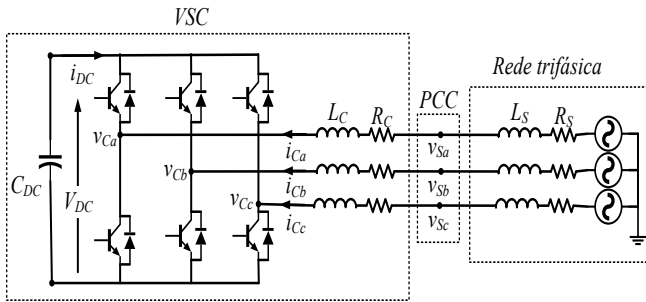 VSC
Rede trifásica
i_DC
L_C
R_C
PCC
L_S
R_S
v_Ca
i_Ca
v_Sa
C_DC
V_DC
v_Cb
i_Cb
v_Sb
v_Cc
i_Cc
v_Sc